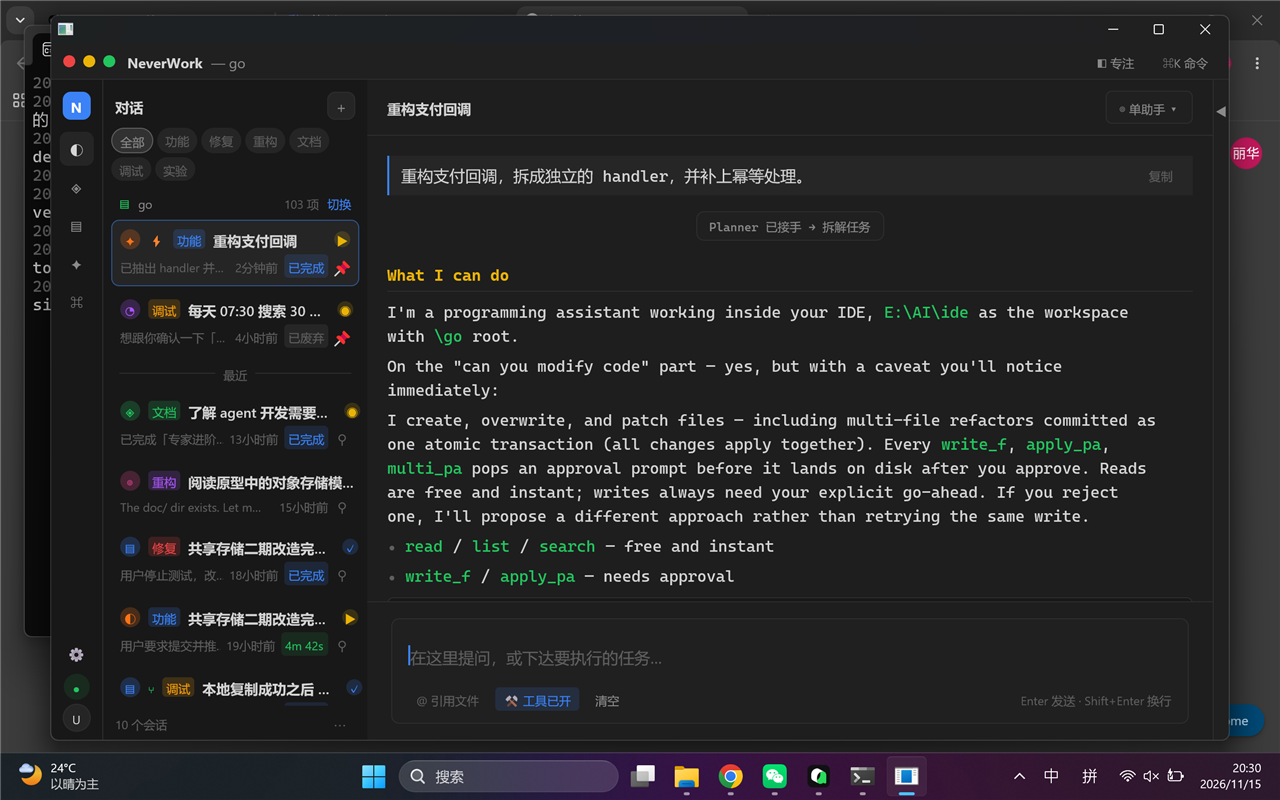 NeverWork — go
专注
⌘K 命令
N
对话
+
全部
功能
修复
重构
文档
调试
实验
go
103 项
切换
功能
重构支付回调
已抽出 handler 并...
2分钟前
已完成
调试
每天 07:30 搜索 30 ...
想跟你确认一下「...
4小时前
已废弃
最近
文档
了解 agent 开发需要...
已完成「专家进阶..
13小时前
已完成
重构
阅读原型中的对象存储模...
The doc/ dir exists. Let m...
15小时前
修复
共享存储二期改造完...
用户停止测试，改..
18小时前
已完成
功能
共享存储二期改造完...
用户要求提交并推..
19小时前
4m 42s
调试
本地复制成功之后 ...
10 个会话
...
U
重构支付回调
单助手
重构支付回调，拆成独立的 handler，并补上幂等处理。
复制
Planner 已接手 → 拆解任务
What I can do
I'm a programming assistant working inside your IDE, E:\AI\ide as the workspace
with \go root.
On the "can you modify code" part — yes, but with a caveat you'll notice
immediately:
I create, overwrite, and patch files — including multi-file refactors committed as
one atomic transaction (all changes apply together). Every write_f, apply_pa,
multi_pa pops an approval prompt before it lands on disk after you approve. Reads
are free and instant; writes always need your explicit go-ahead. If you reject
one, I'll propose a different approach rather than retrying the same write.
• read / list / search — free and instant
• write_f / apply_pa — needs approval
在这里提问，或下达要执行的任务...
@ 引用文件
工具已开
清空
Enter 发送 · Shift+Enter 换行
20
20
的
20
de
20
20
ve
20
20
to
20
si
丽华
me
24°C
以晴为主
搜索
中
拼
20:30
2026/11/15